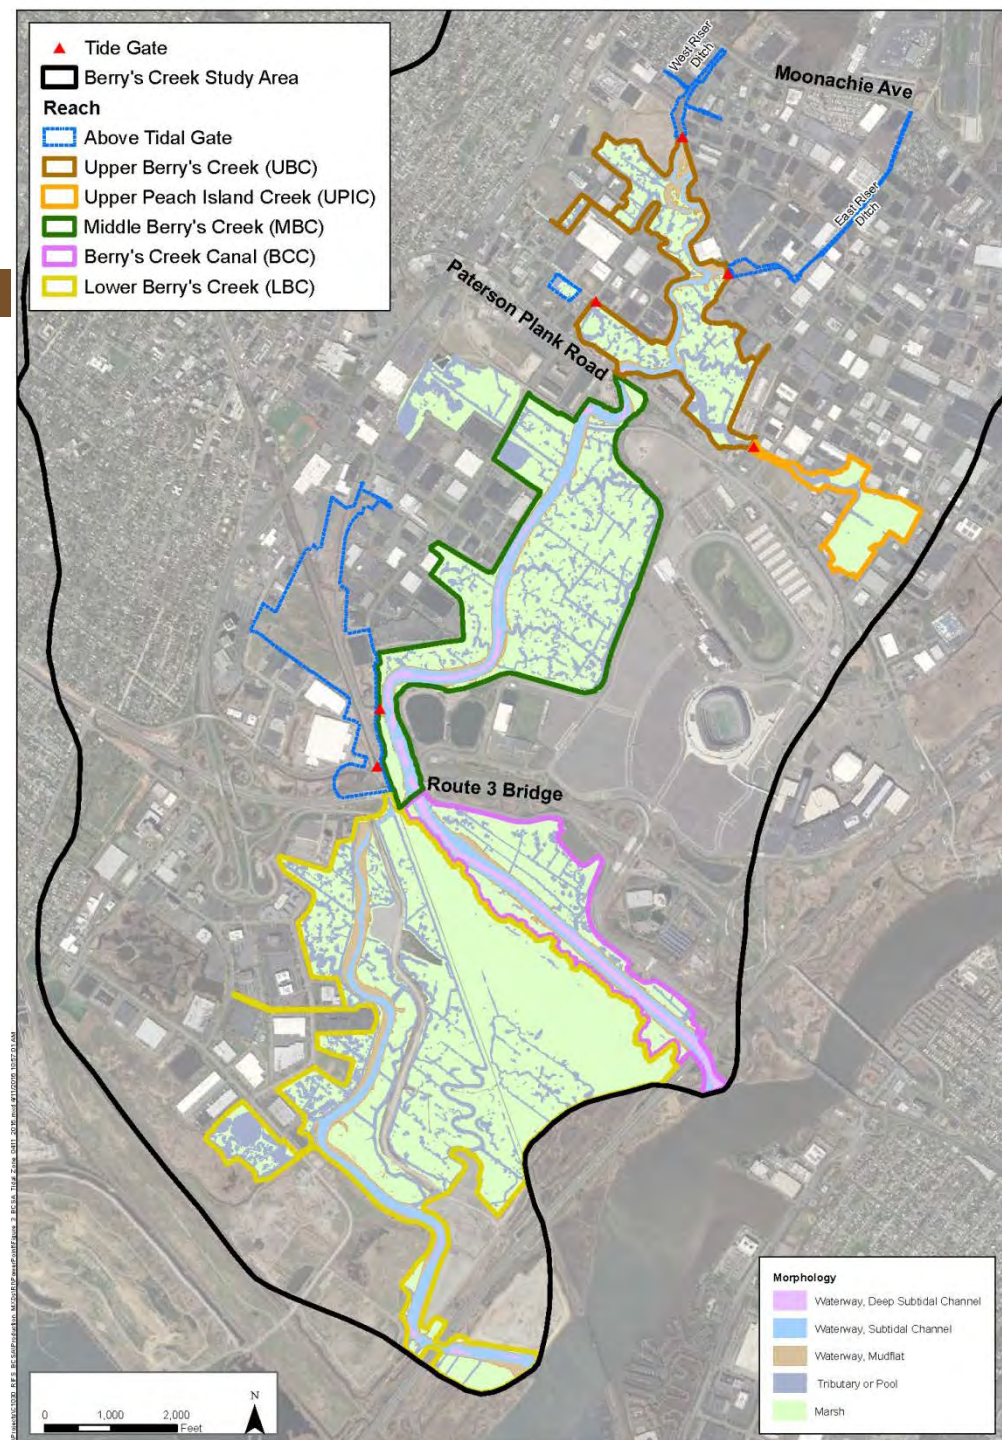 Tide Gate
Berry's Creek Study Area
Reach
Above Tidal Gate
Upper Berry's Creek (UBC)
Upper Peach Island Creek (UPIC)
Middle Berry's Creek (MBC)
Berry's Creek Canal (BCC)
Lower Berry's Creek (LBC)
West Riser
Ditch
Moonachie Ave
East Riser
Ditch
Paterson Plank Road
Route 3 Bridge
Morphology
Waterway, Deep Subtidal Channel
Waterway, Subtidal Channel
Waterway, Mudflat
Tributary or Pool
Marsh
0 1,000 2,000
Feet
N